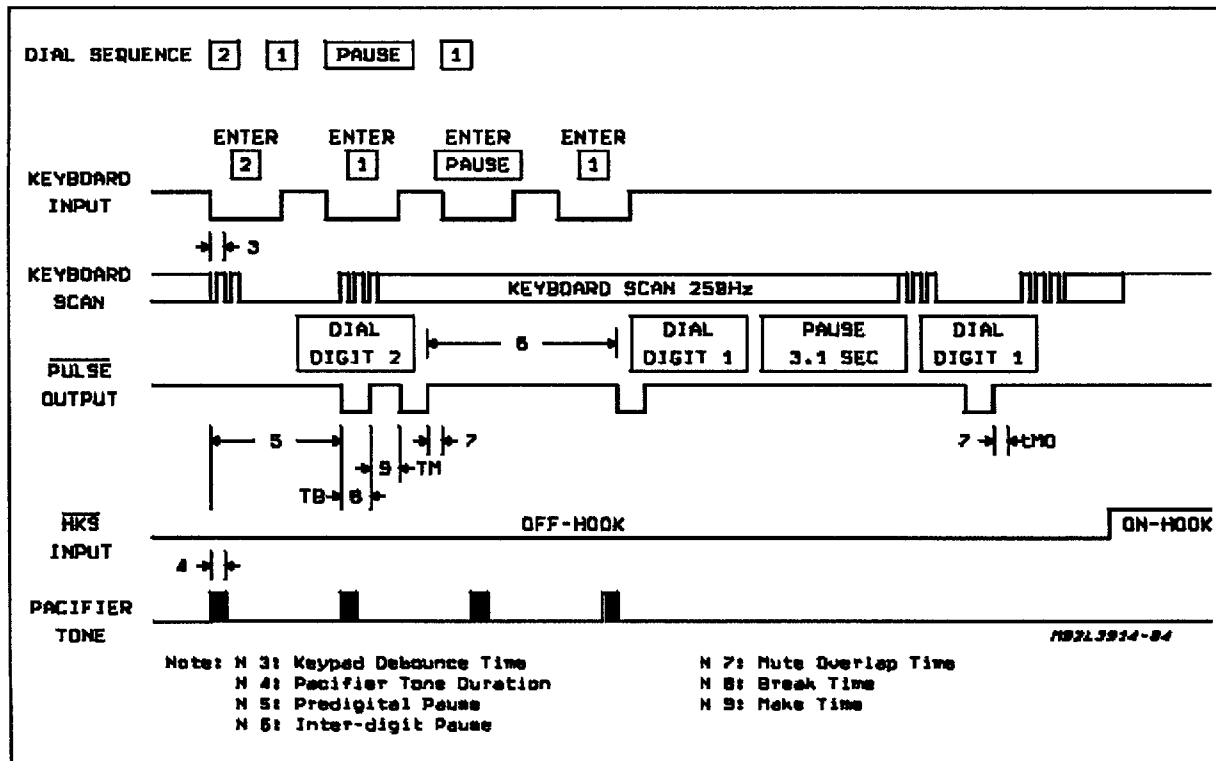 DIAL SEQUENCE 2 1 PAUSE 1
ENTER ENTER ENTER ENTER
2 1 PAUSE 1
KEYBOARD
INPUT
3
KEYBOARD
SCAN
KEYBOARD SCAN 250Hz
DIAL
DIGIT 2
6
DIAL
DIGIT 1
PAUSE
3.1 SEC
DIAL
DIGIT 1
PULSE
OUTPUT
5
7
7
tMO
9
TM
TB
8
HKS
INPUT
OFF-HOOK
ON-HOOK
4
PACIFIER
TONE
M92L3914-04
Note: N 3: Keypad Debounce Time
N 4: Pacifier Tone Duration
N 5: Predigital Pause
N 6: Inter-digit Pause
N 7: Mute Overlap Time
N 8: Break Time
N 9: Make Time